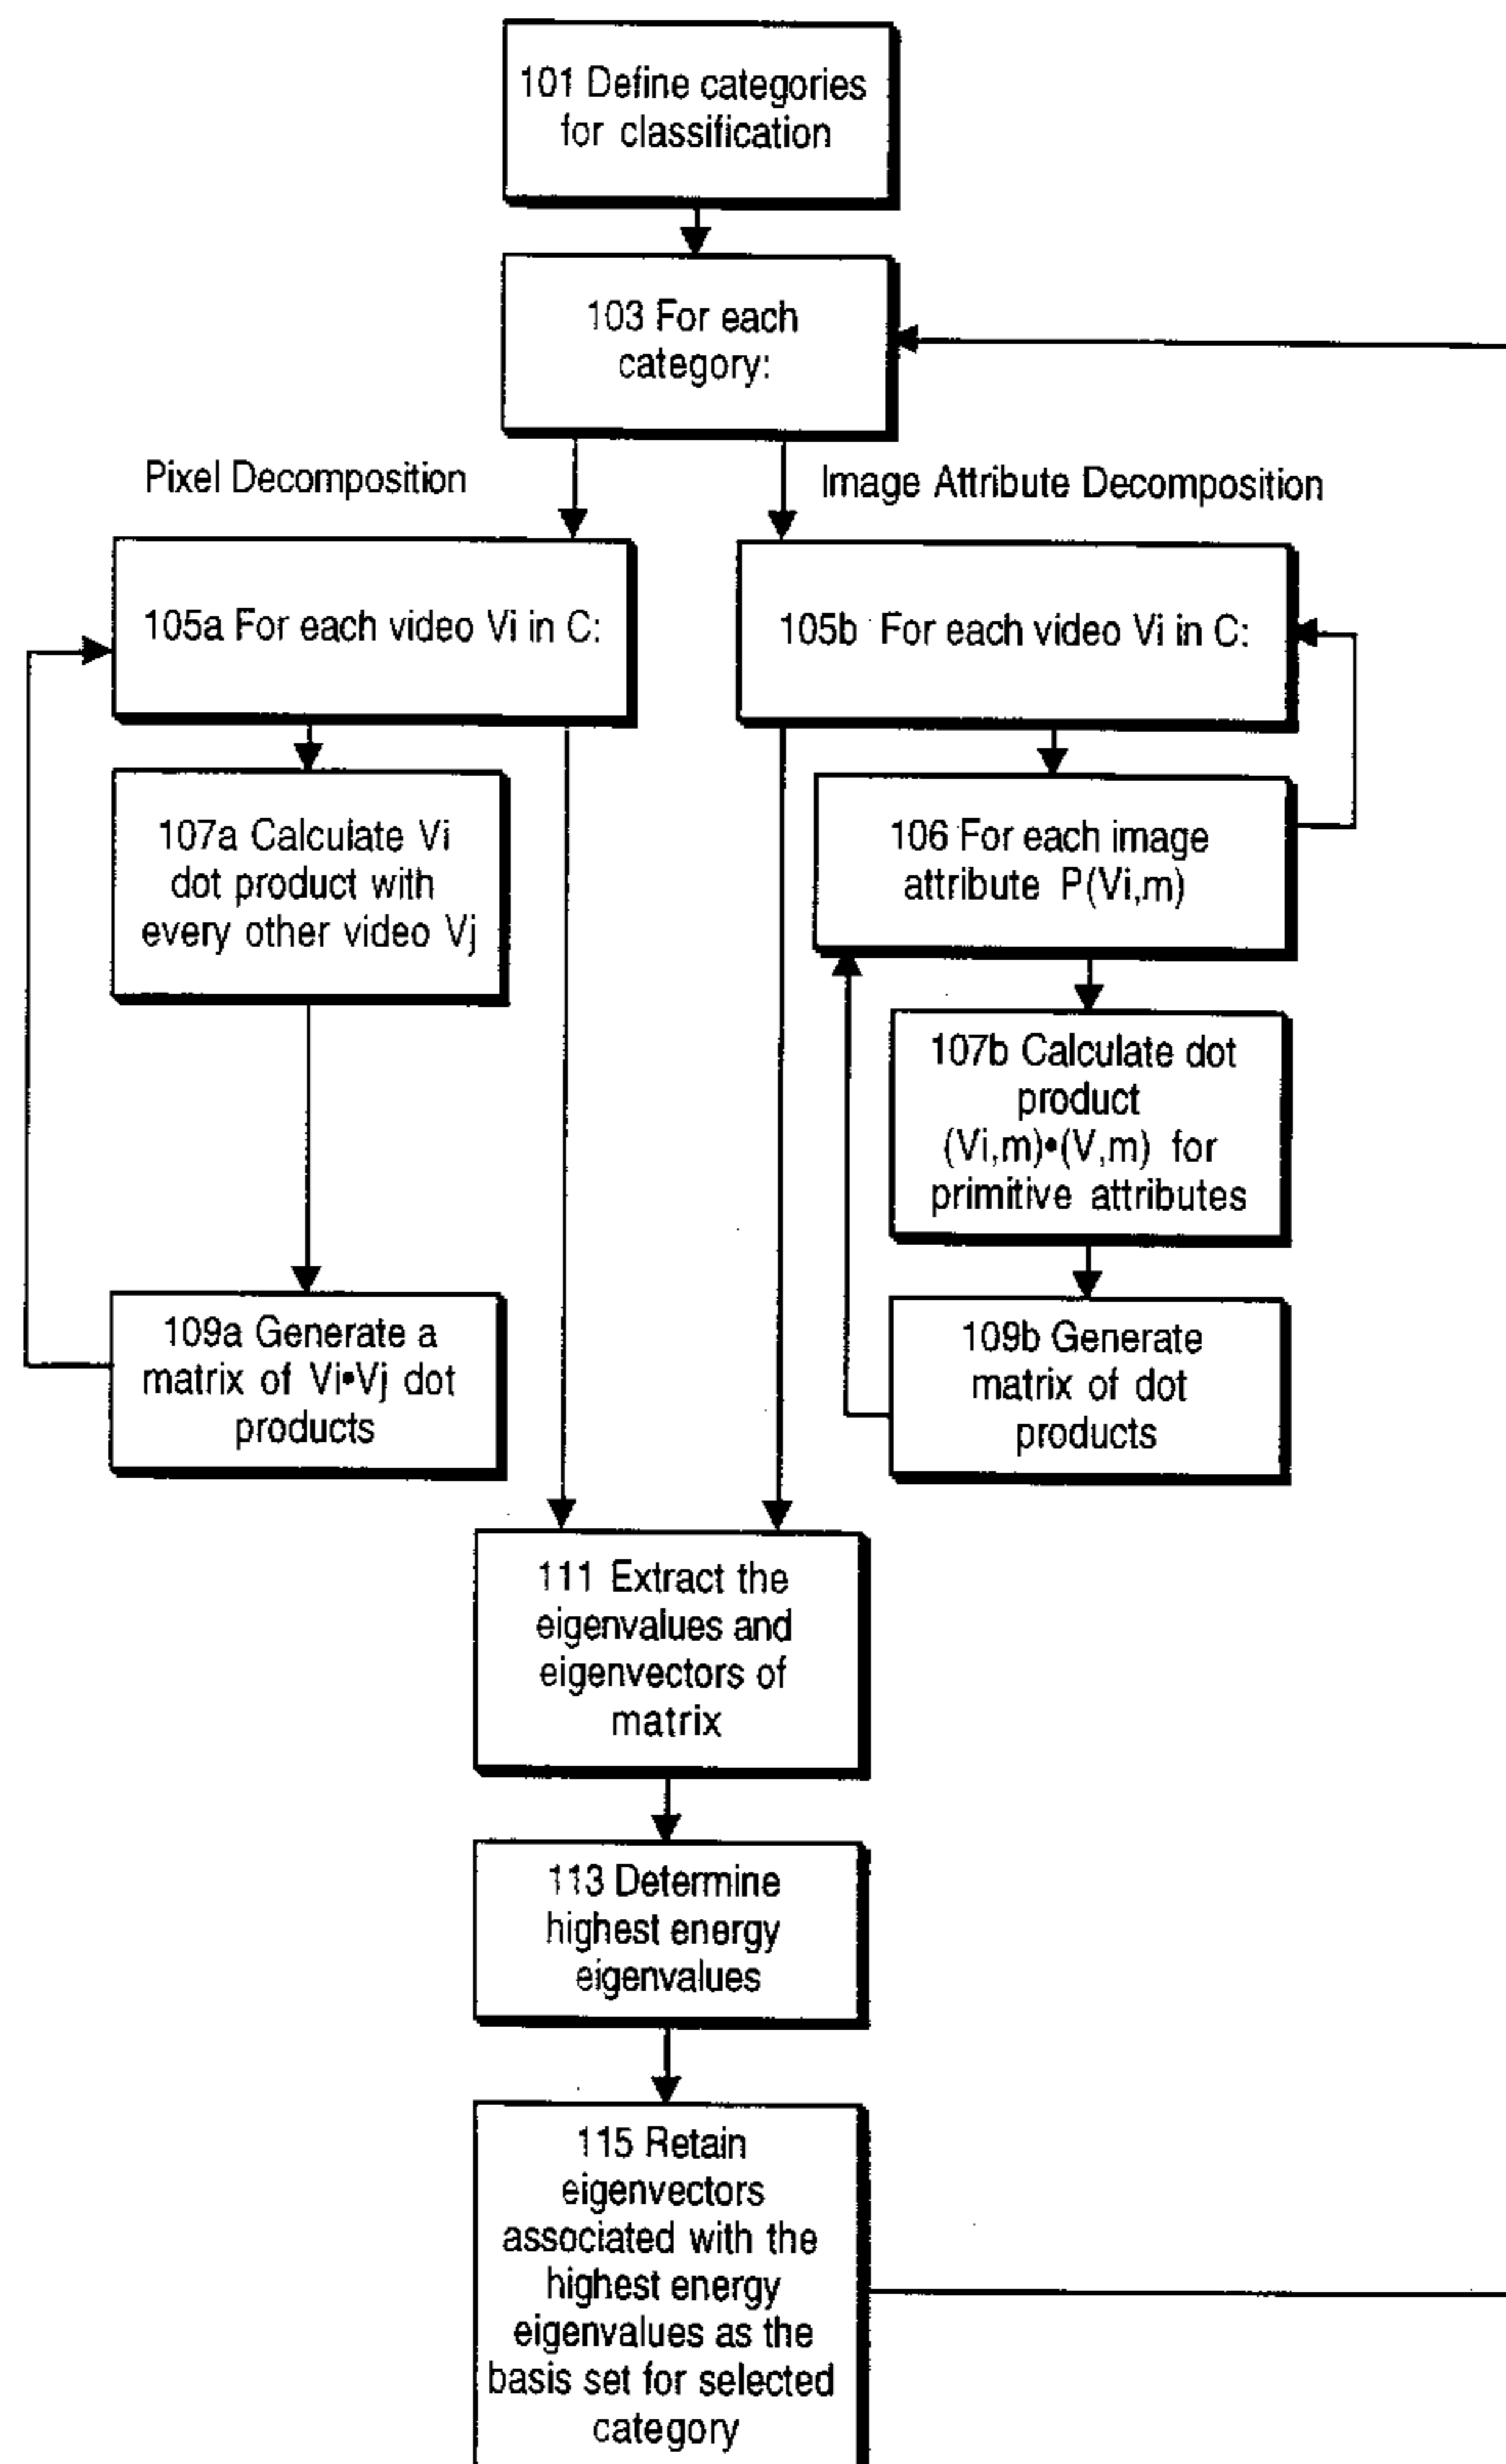 101 Define categories
for classification
103 For each
category:
Pixel Decomposition
Image Attribute Decomposition
105a For each video Vi in C:
105b For each video Vi in C:
107a Calculate Vi
dot product with
every other video Vj
106 For each image
attribute P(Vi,m)
107b Calculate dot
product
(Vi,m)•(V,m) for
primitive attributes
109a Generate a
matrix of Vi•Vj dot
products
109b Generate
matrix of dot
products
111 Extract the
eigenvalues and
eigenvectors of
matrix
113 Determine
highest energy
eigenvalues
115 Retain
eigenvectors
associated with the
highest energy
eigenvalues as the
basis set for selected
category